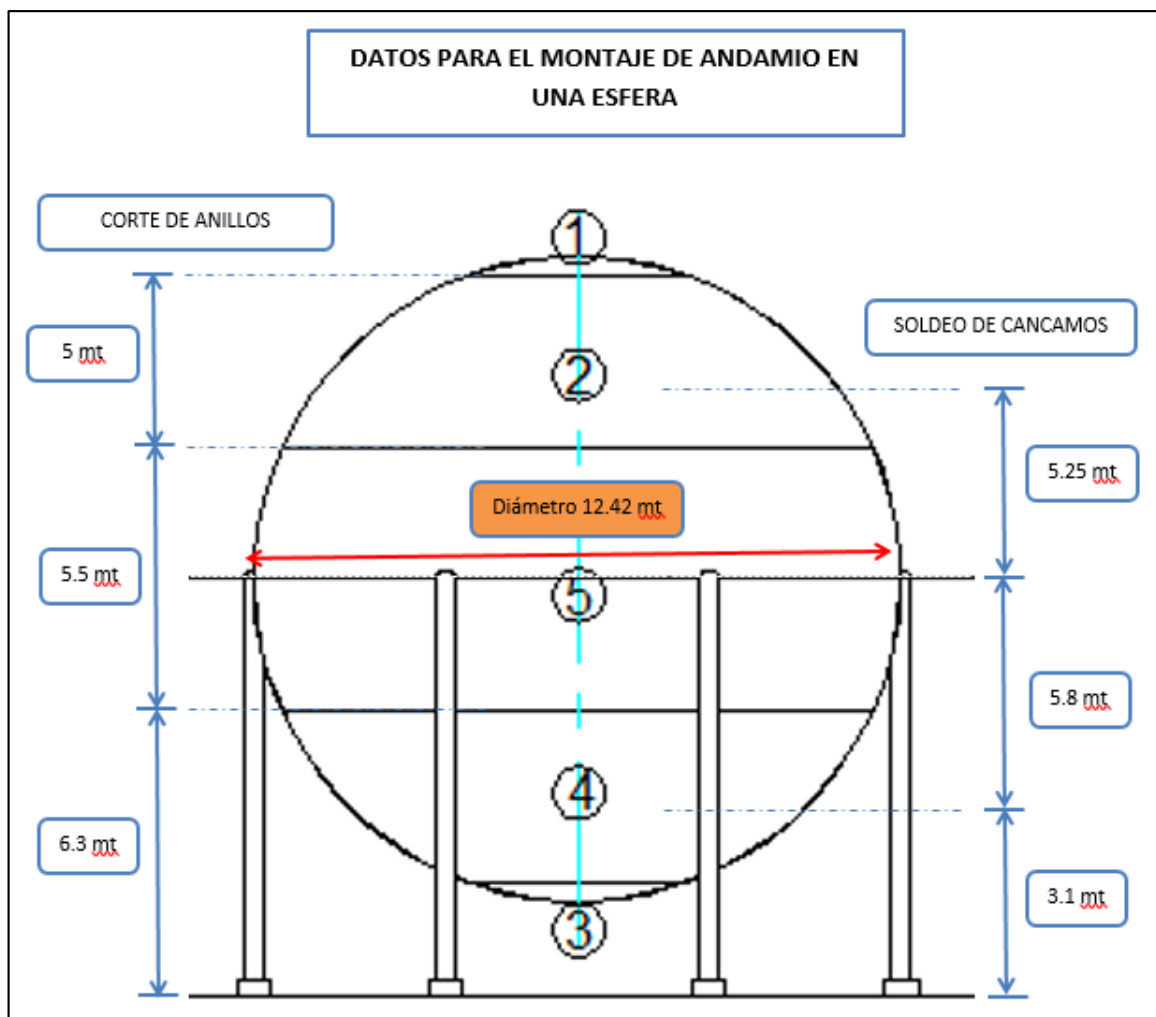 DATOS PARA EL MONTAJE DE ANDAMIO EN
UNA ESFERA
CORTE DE ANILLOS
1
SOLDEO DE CANCAMOS
5 mt
2
5.25 mt
Diámetro 12.42 mt
5.5 mt
5
5.8 mt
4
6.3 mt
3.1 mt
3